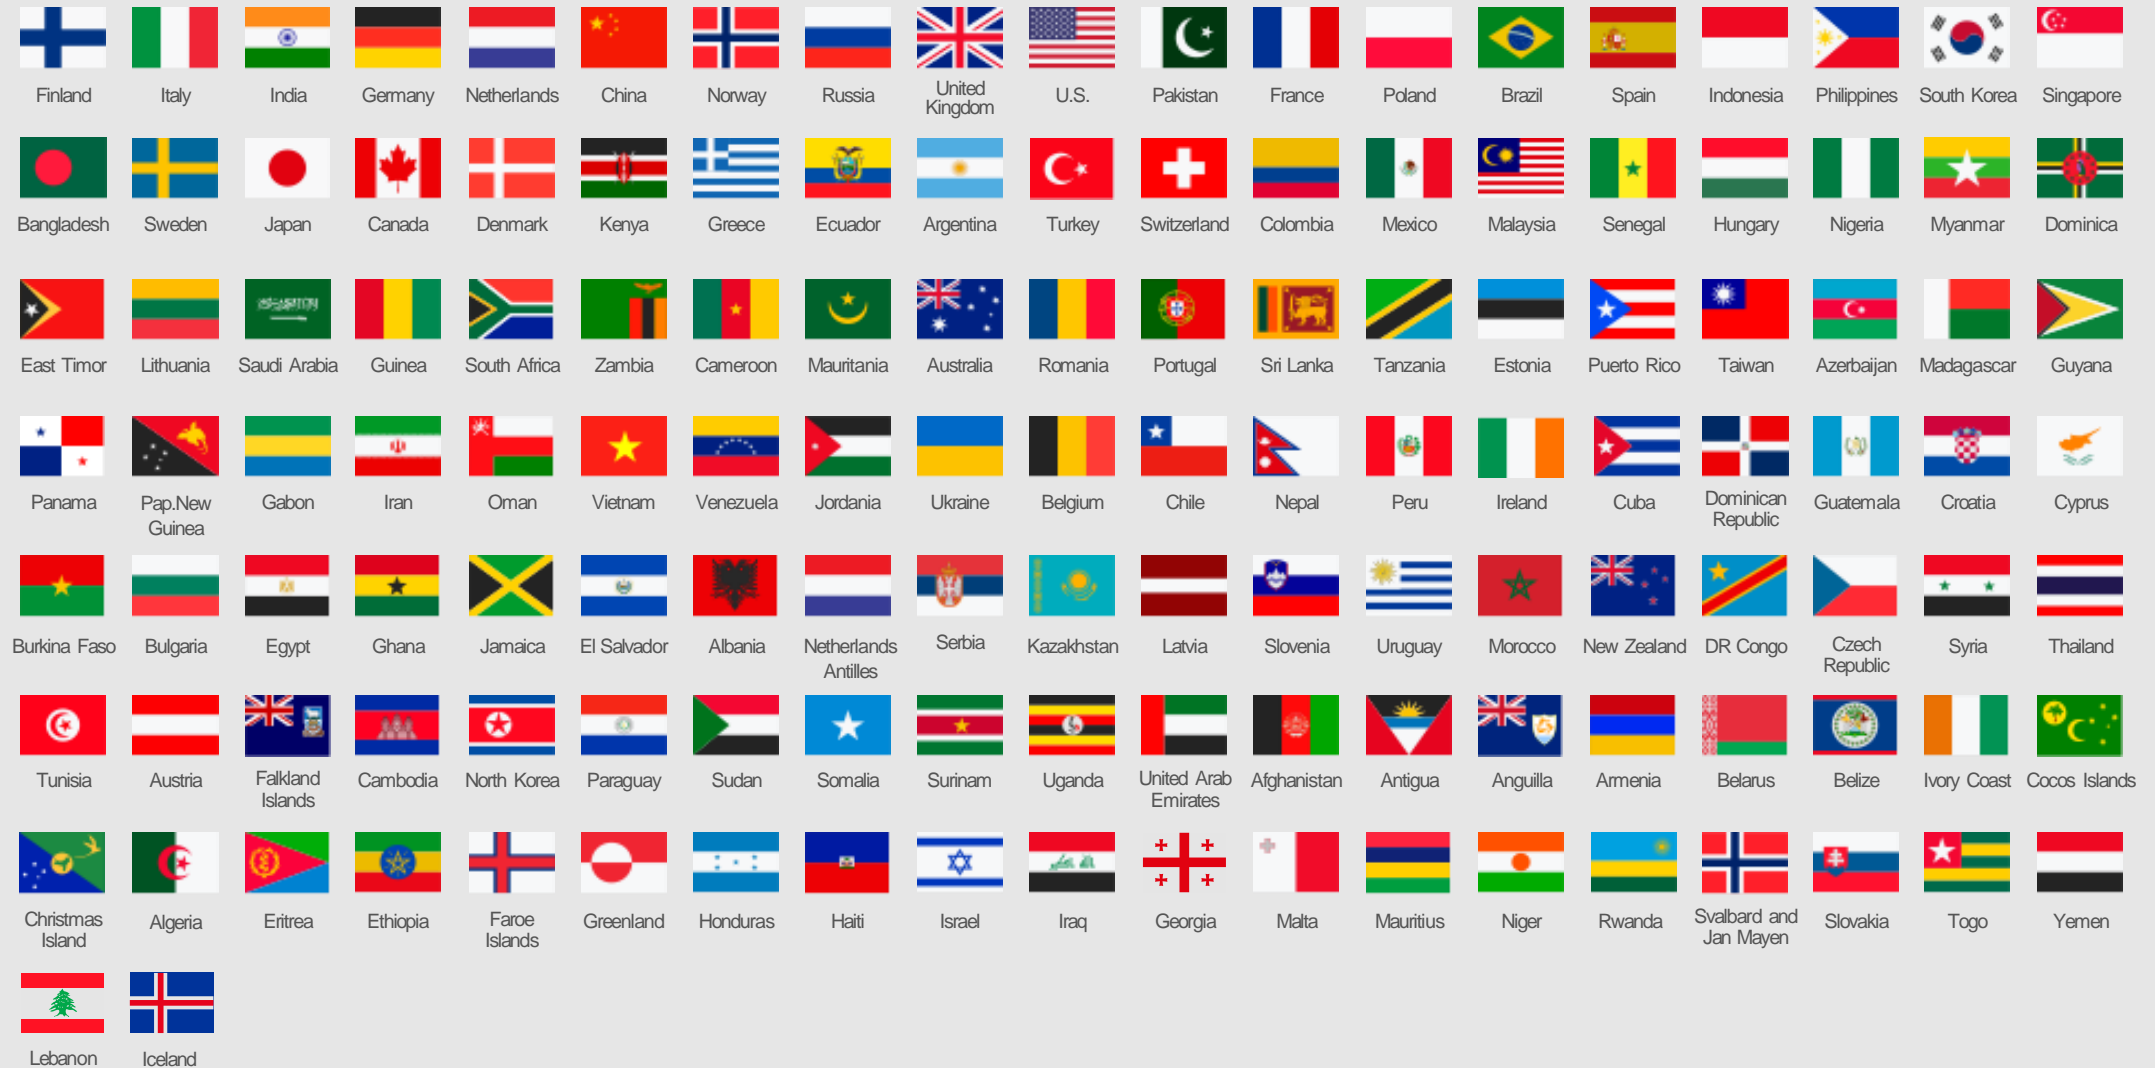 Finland Italy India Germany Netherlands China Norway Russia United Kingdom U.S. Pakistan France Poland Brazil Spain Indonesia Philippines South Korea Singapore
Bangladesh Sweden Japan Canada Denmark Kenya Greece Ecuador Argentina Turkey Switzerland Colombia Mexico Malaysia Senegal Hungary Nigeria Myanmar Dominica
East Timor Lithuania Saudi Arabia Guinea South Africa Zambia Cameroon Mauritania Australia Romania Portugal Sri Lanka Tanzania Estonia Puerto Rico Taiwan Azerbaijan Madagascar Guyana
Panama Pap.New Guinea Gabon Iran Oman Vietnam Venezuela Jordania Ukraine Belgium Chile Nepal Peru Ireland Cuba Dominican Republic Guatemala Croatia Cyprus
Burkina Faso Bulgaria Egypt Ghana Jamaica El Salvador Albania Netherlands Antilles Serbia Kazakhstan Latvia Slovenia Uruguay Morocco New Zealand DR Congo Czech Republic Syria Thailand
Tunisia Austria Falkland Islands Cambodia North Korea Paraguay Sudan Somalia Surinam Uganda United Arab Emirates Afghanistan Antigua Anguilla Armenia Belarus Belize Ivory Coast Cocos Islands
Christmas Island Algeria Eritrea Ethiopia Faroe Islands Greenland Honduras Haiti Israel Iraq Georgia Malta Mauritius Niger Rwanda Svalbard and Jan Mayen Slovakia Togo Yemen
Lebanon Iceland